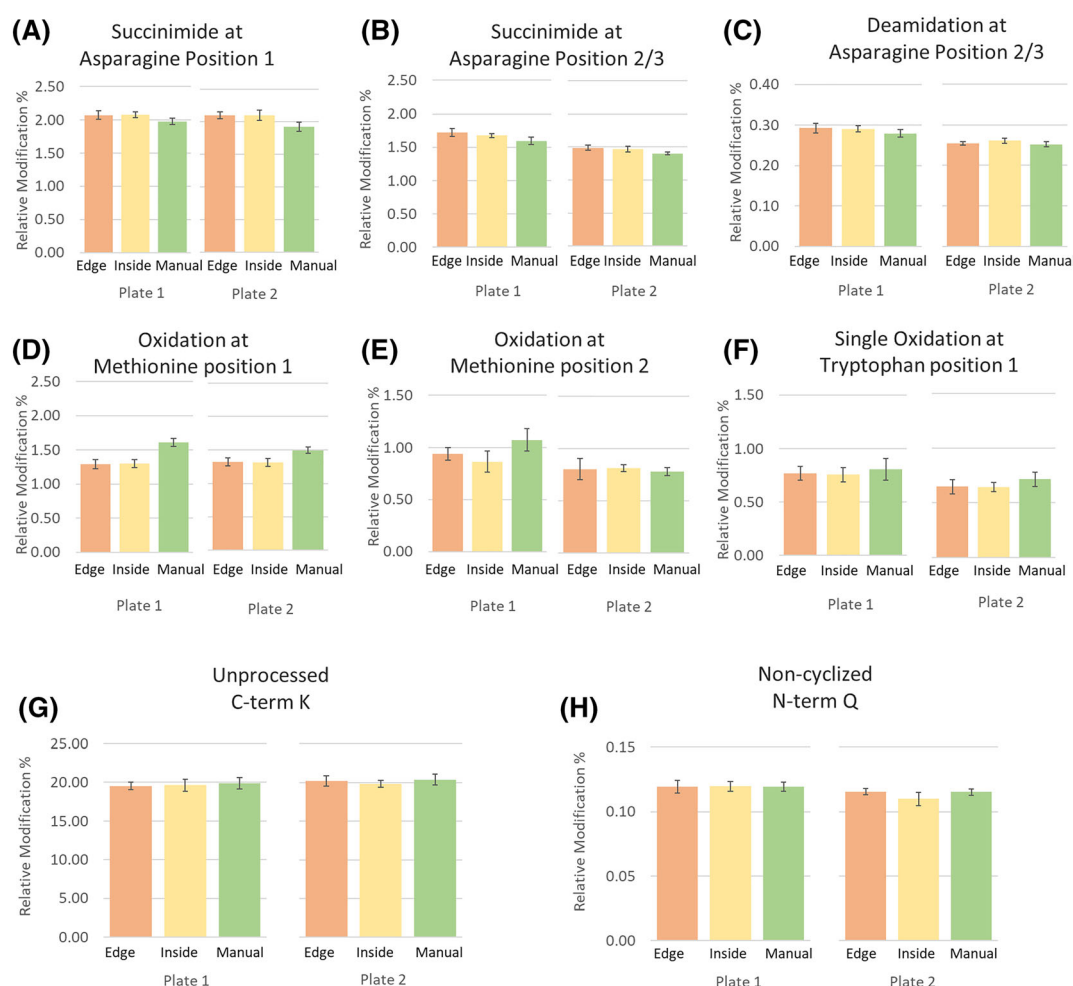 (A)
Succinimide at
Asparagine Position 1
Relative Modification %
2.50
2.00
1.50
1.00
0.50
0.00
Edge Inside Manual
Edge Inside Manual
Plate 1
Plate 2
(B)
Succinimide at
Asparagine Position 2/3
Relative Modification %
2.50
2.00
1.50
1.00
0.50
0.00
Edge Inside Manual
Edge Inside Manual
Plate 1
Plate 2
(C)
Deamidation at
Asparagine Position 2/3
Relative Modification %
0.40
0.30
0.20
0.10
0.00
Edge Inside Manual
Edge Inside Manual
Plate 1
Plate 2
(D)
Oxidation at
Methionine position 1
Relative Modification %
2.50
2.00
1.50
1.00
0.50
0.00
Edge Inside Manual
Edge Inside Manual
Plate 1
Plate 2
(E)
Oxidation at
Methionine position 2
Relative Modification %
1.50
1.00
0.50
0.00
Edge Inside Manual
Edge Inside Manual
Plate 1
Plate 2
(F)
Single Oxidation at
Tryptophan position 1
Relative Modification %
1.50
1.00
0.50
0.00
Edge Inside Manual
Edge Inside Manual
Plate 1
Plate 2
(G)
Unprocessed
C-term K
Relative Modification %
25.00
20.00
15.00
10.00
5.00
0.00
Edge Inside Manual
Edge Inside Manual
Plate 1
Plate 2
(H)
Non-cyclized
N-term Q
Relative Modification %
0.15
0.10
0.05
0.00
Edge Inside Manual
Edge Inside Manual
Plate 1
Plate 2